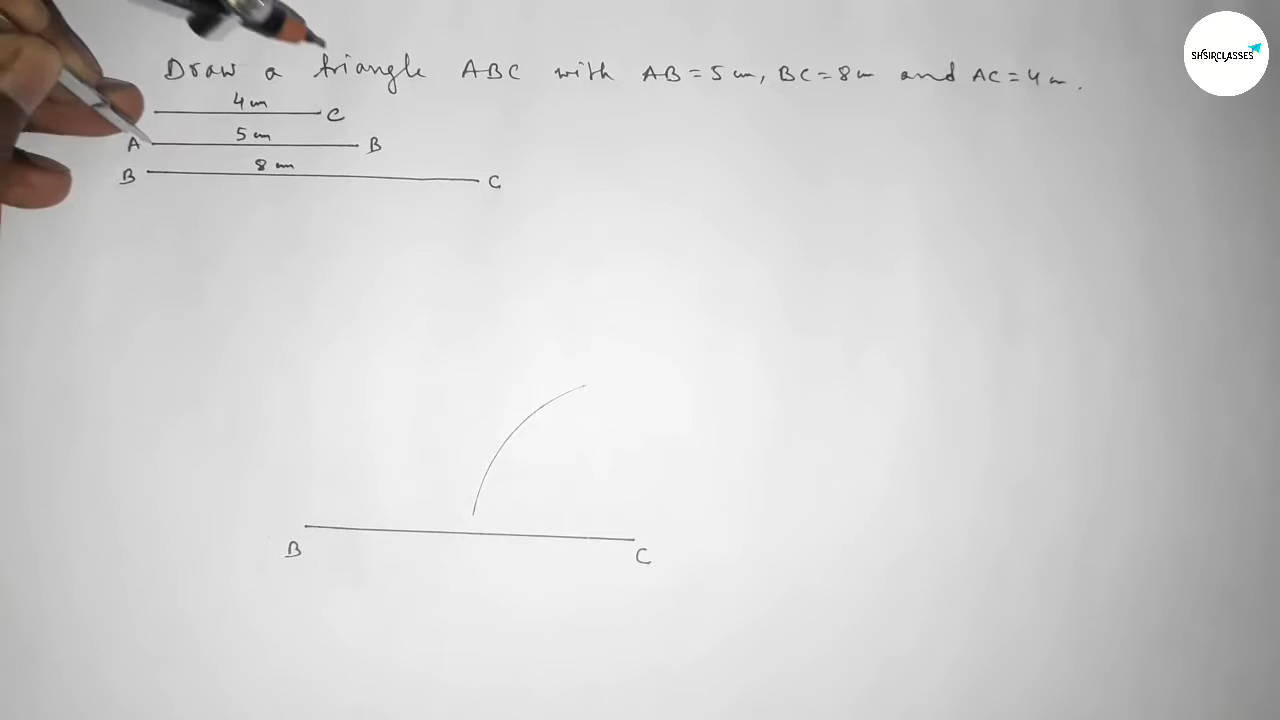 Draw a triangle ABC with AB = 5 cm, BC = 8 cm and AC = 4 cm.
4 cm
C
5 cm
A B
8 cm
B C
B C
SHSIRCLASSES